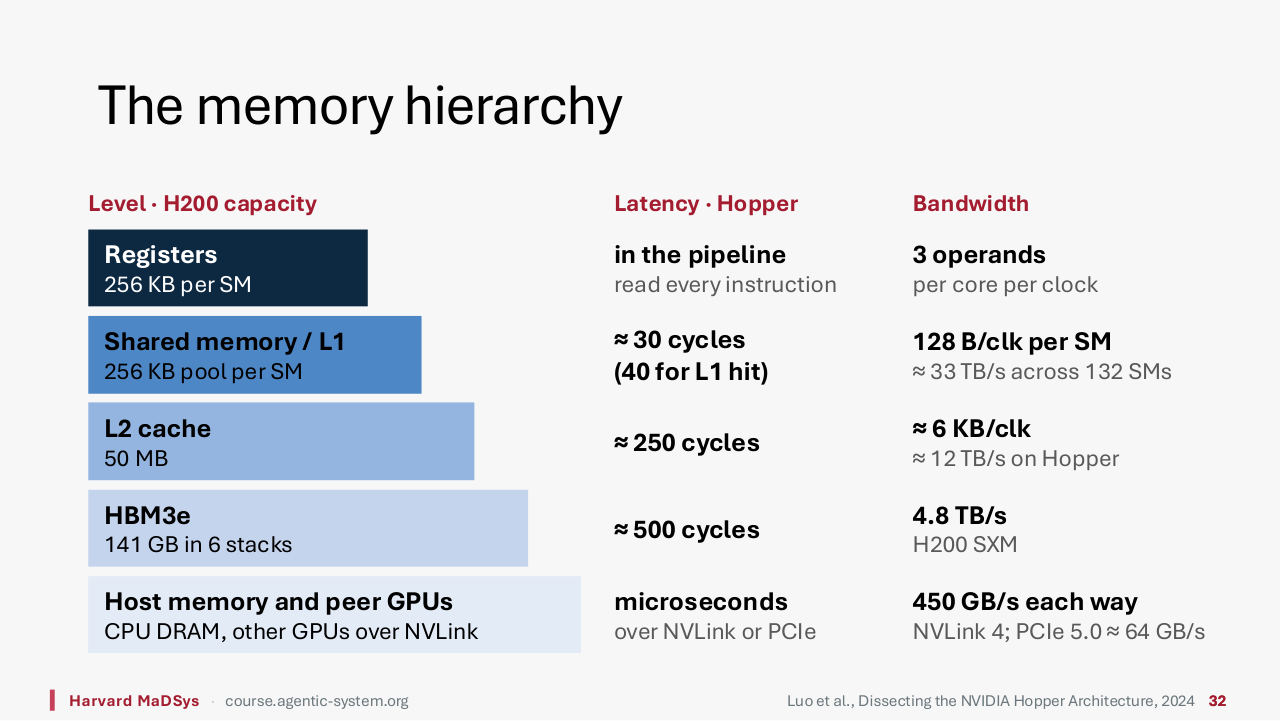 The memory hierarchy
Level · H200 capacity
Latency · Hopper
Bandwidth
Registers
256 KB per SM
in the pipeline
read every instruction
3 operands
per core per clock
Shared memory / L1
256 KB pool per SM
≈ 30 cycles
(40 for L1 hit)
128 B/clk per SM
≈ 33 TB/s across 132 SMs
L2 cache
50 MB
≈ 250 cycles
≈ 6 KB/clk
≈ 12 TB/s on Hopper
HBM3e
141 GB in 6 stacks
≈ 500 cycles
4.8 TB/s
H200 SXM
Host memory and peer GPUs
CPU DRAM, other GPUs over NVLink
microseconds
over NVLink or PCIe
450 GB/s each way
NVLink 4; PCIe 5.0 ≈ 64 GB/s
Harvard MaDSys · course.agentic-system.org
Luo et al., Dissecting the NVIDIA Hopper Architecture, 2024 32